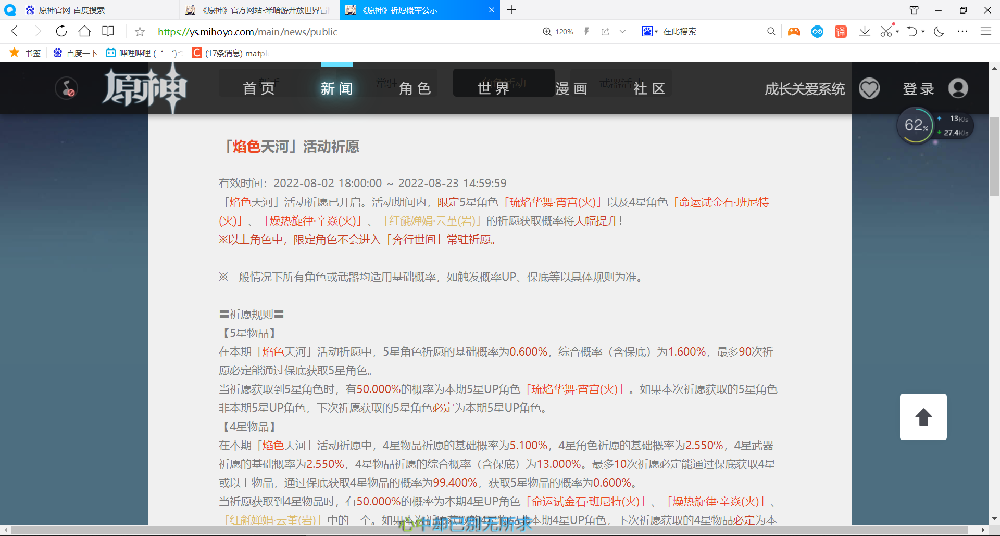 原神官网_百度搜索
《原神》官方网站-米哈游开放世界冒
《原神》祈愿概率公示
https://ys.mihoyo.com/main/news/public
120%
在此搜索
译
书签
百度一下
哔哩哔哩 ( ゜- ゜)つ
C
(17条消息) matpl
原神
新手
常驻
角色活动
武器活动
首页
新闻
角色
世界
漫画
社区
成长关爱系统
登录
62%
13K/s
27.4K/s
「焰色天河」活动祈愿
有效时间：2022-08-02 18:00:00 ~ 2022-08-23 14:59:59
「焰色天河」活动祈愿已开启。活动期间内，限定5星角色「琉焰华舞·宵宫(火)」以及4星角色「命运试金石·班尼特
(火)」、「燥热旋律·辛焱(火)」、「红毹婵娟·云堇(岩)」的祈愿获取概率将大幅提升！
※以上角色中，限定角色不会进入「奔行世间」常驻祈愿。
※一般情况下所有角色或武器均适用基础概率，如触发概率UP、保底等以具体规则为准。
〓祈愿规则〓
【5星物品】
在本期「焰色天河」活动祈愿中，5星角色祈愿的基础概率为0.600%，综合概率（含保底）为1.600%，最多90次祈
愿必定能通过保底获取5星角色。
当祈愿获取到5星角色时，有50.000%的概率为本期5星UP角色「琉焰华舞·宵宫(火)」。如果本次祈愿获取的5星角色
非本期5星UP角色，下次祈愿获取的5星角色必定为本期5星UP角色。
【4星物品】
在本期「焰色天河」活动祈愿中，4星物品祈愿的基础概率为5.100%，4星角色祈愿的基础概率为2.550%，4星武器
祈愿的基础概率为2.550%，4星物品祈愿的综合概率（含保底）为13.000%。最多10次祈愿必定能通过保底获取4星
或以上物品，通过保底获取4星物品的概率为99.400%，获取5星物品的概率为0.600%。
当祈愿获取到4星物品时，有50.000%的概率为本期4星UP角色「命运试金石·班尼特(火)」、「燥热旋律·辛焱(火)」、
「红毹婵娟·云堇(岩)」中的一个。如果本次祈愿获取的4星物品非本期4星UP角色，下次祈愿获取的4星物品必定为本
心中却已别无所求